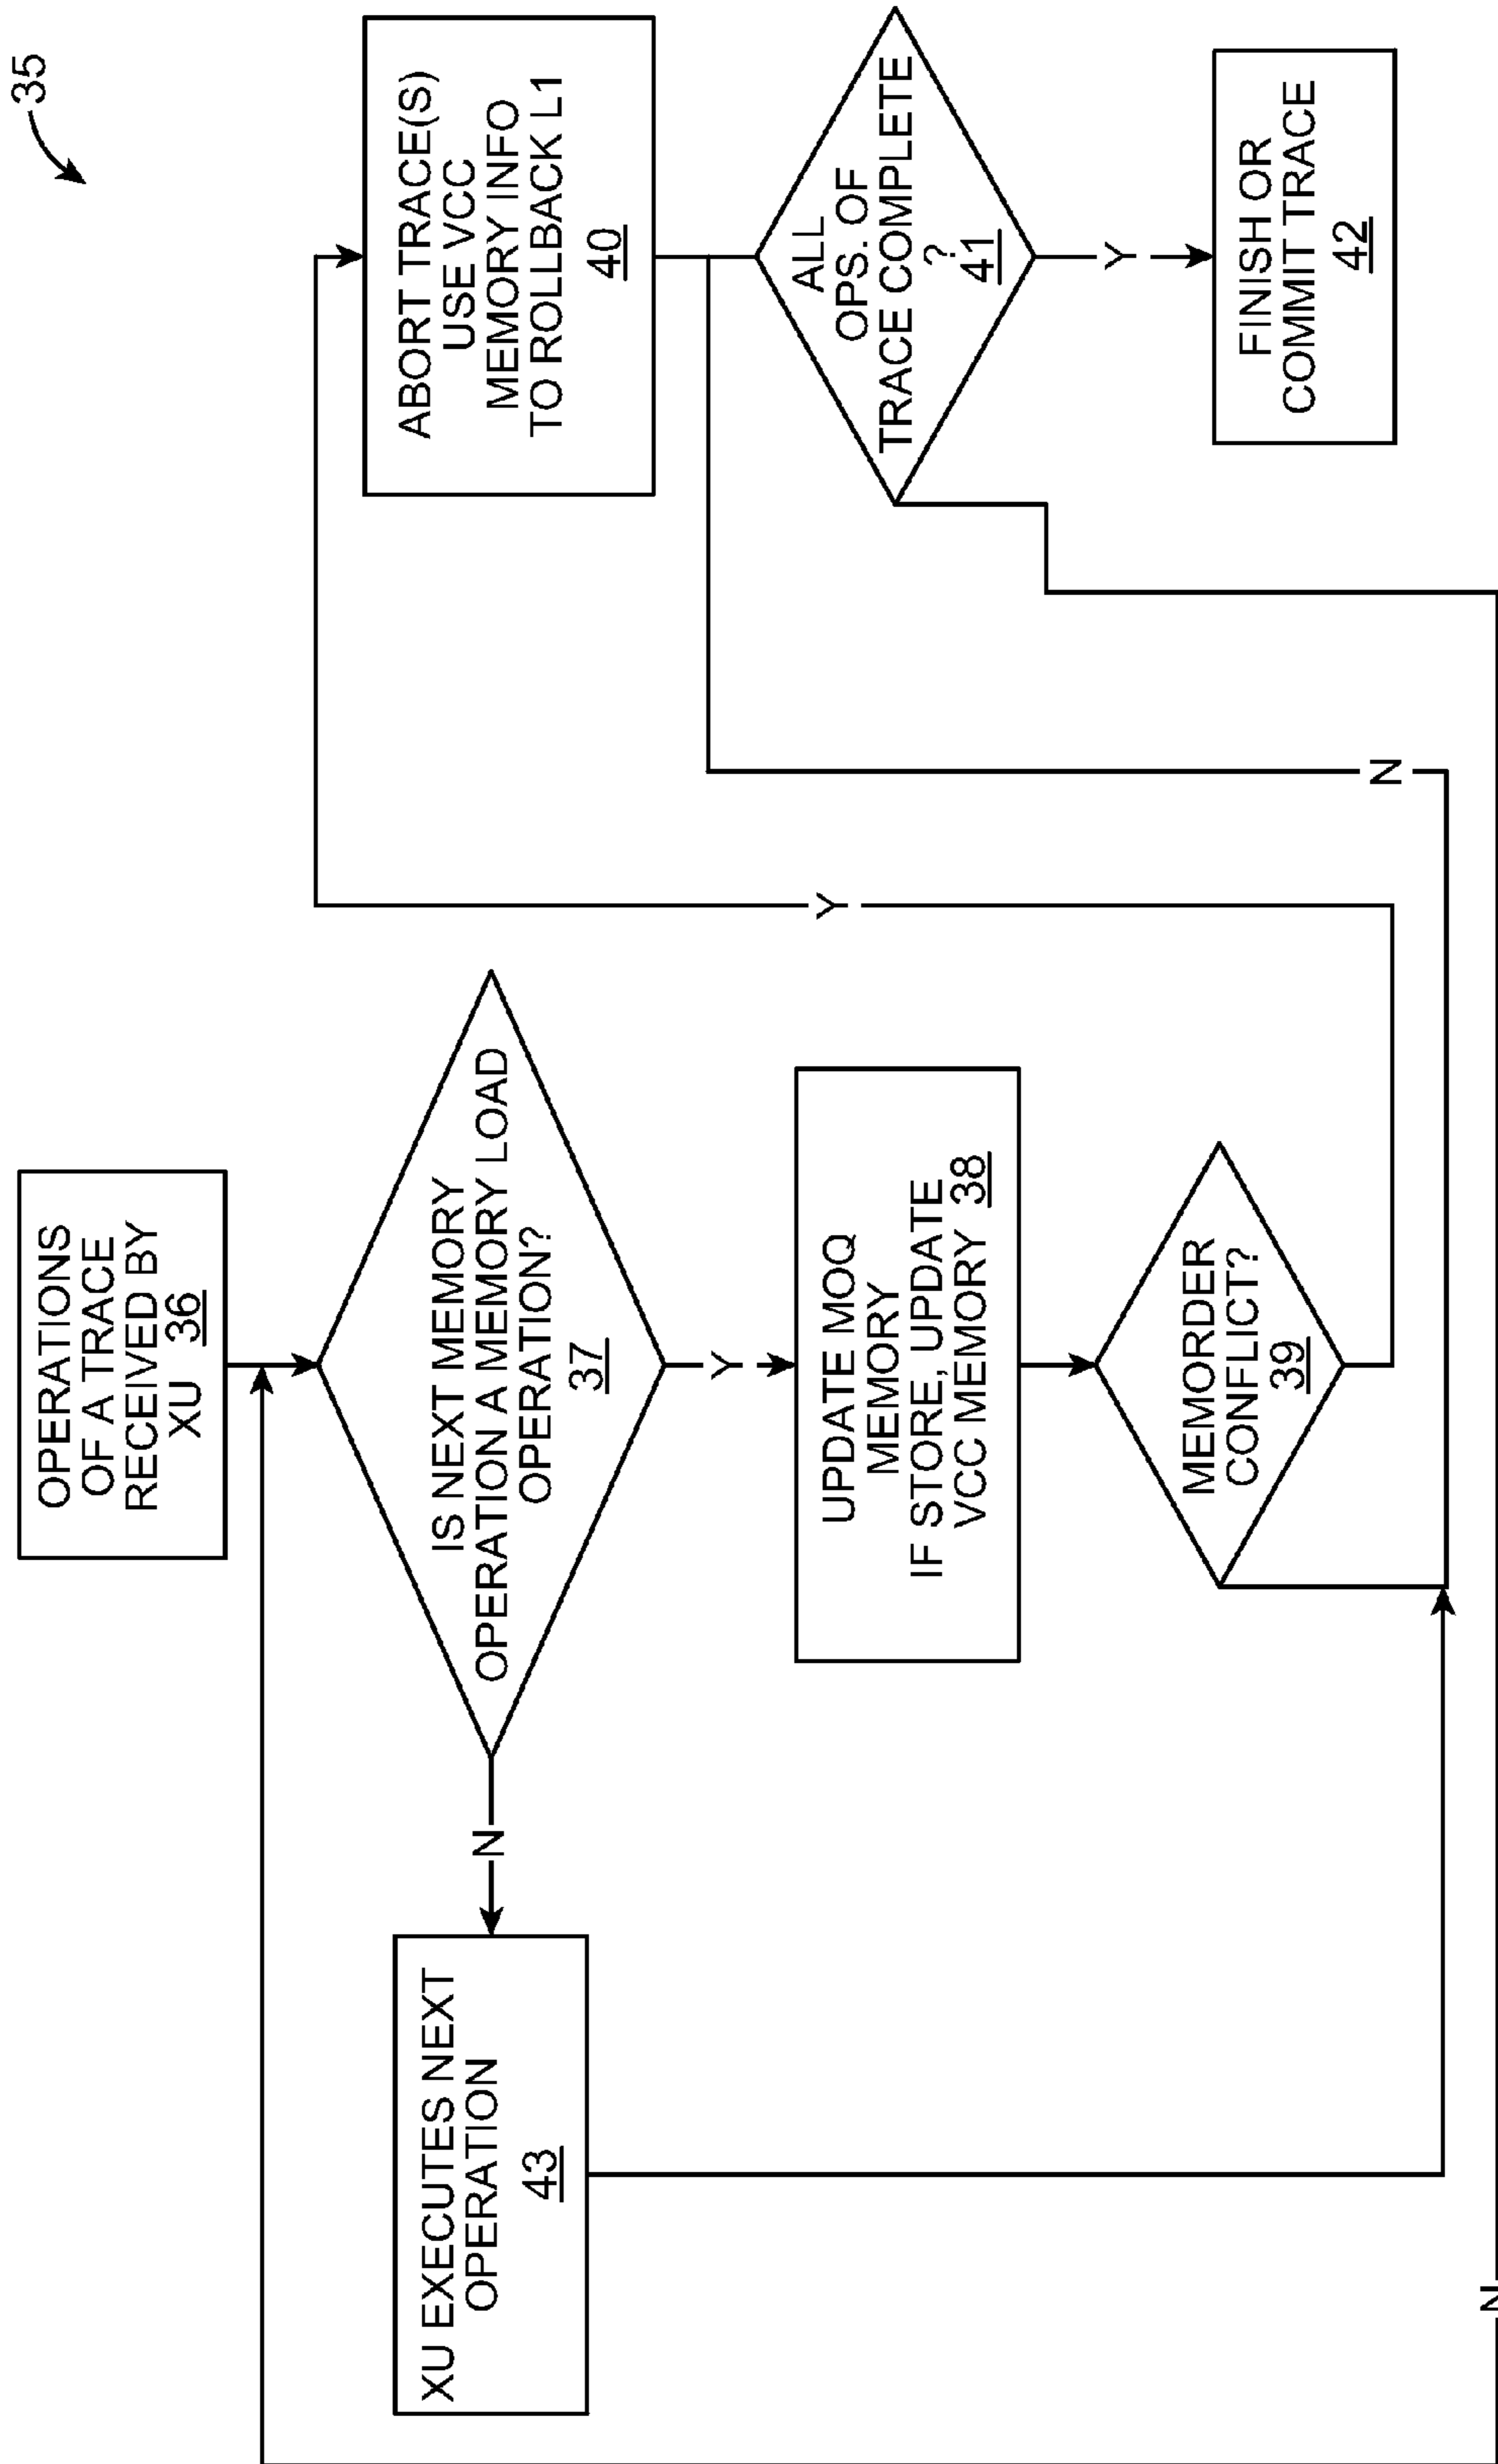 35
OPERATIONS
OF A TRACE
RECEIVED BY
XU 36
IS NEXT MEMORY
OPERATION A MEMORY LOAD
OPERATION?
37
N
Y
XU EXECUTES NEXT
OPERATION
43
UPDATE MOQ
MEMORY
IF STORE, UPDATE
VCC MEMORY 38
MEMORDER
CONFLICT?
39
Y
N
ABORT TRACE(S)
USE VCC
MEMORY INFO
TO ROLLBACK L1
40
ALL
OPS. OF
TRACE COMPLETE
?
41
Y
N
FINISH OR
COMMIT TRACE
42